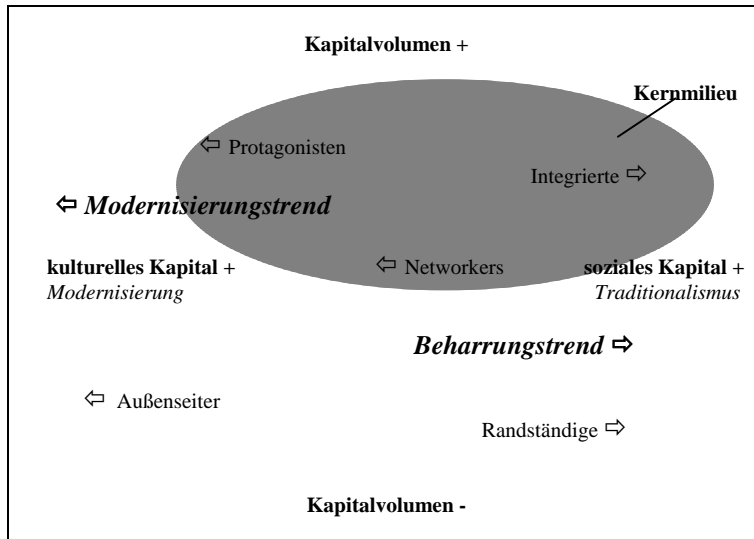 Kapitalvolumen +
Kernmilieu
⇦ Protagonisten
Integrierte ⇨
⇦ Modernisierungstrend
kulturelles Kapital +
Modernisierung
⇦ Networkers
soziales Kapital +
Traditionalismus
Beharrungstrend ⇨
⇦ Außenseiter
Randständige ⇨
Kapitalvolumen -